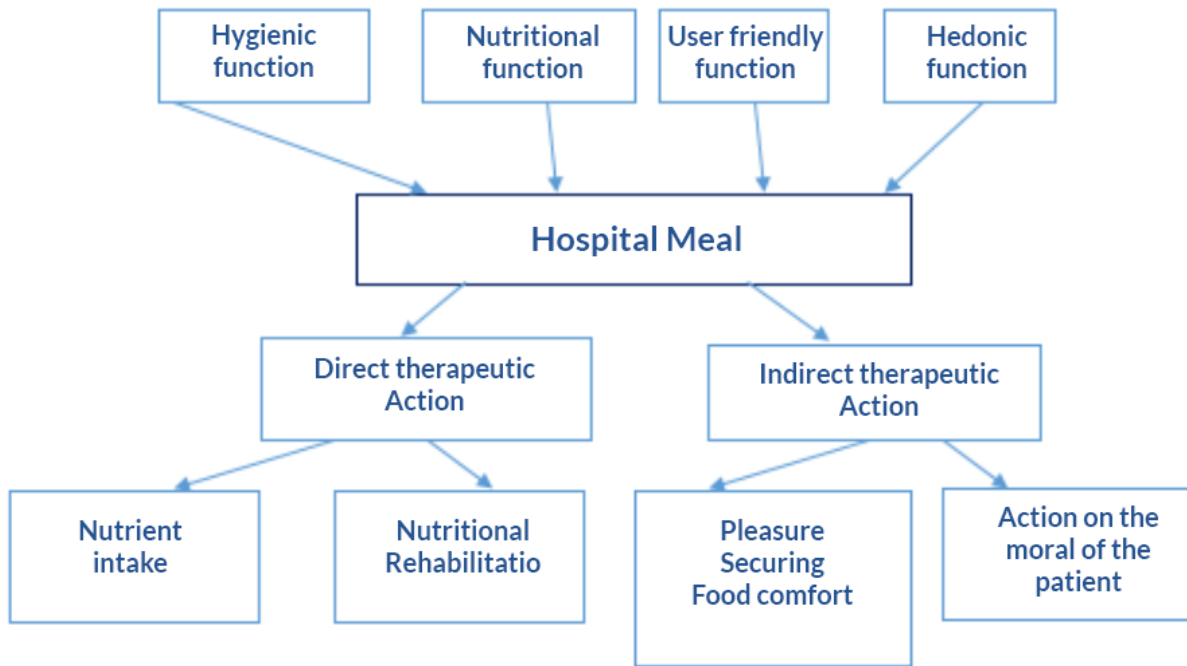 Hygienic
function
Nutritional
function
User friendly
function
Hedonic
function
Hospital Meal
Direct therapeutic
Action
Indirect therapeutic
Action
Nutrient
intake
Nutritional
Rehabilitatio
Pleasure
Securing
Food comfort
Action on the
moral of the
patient